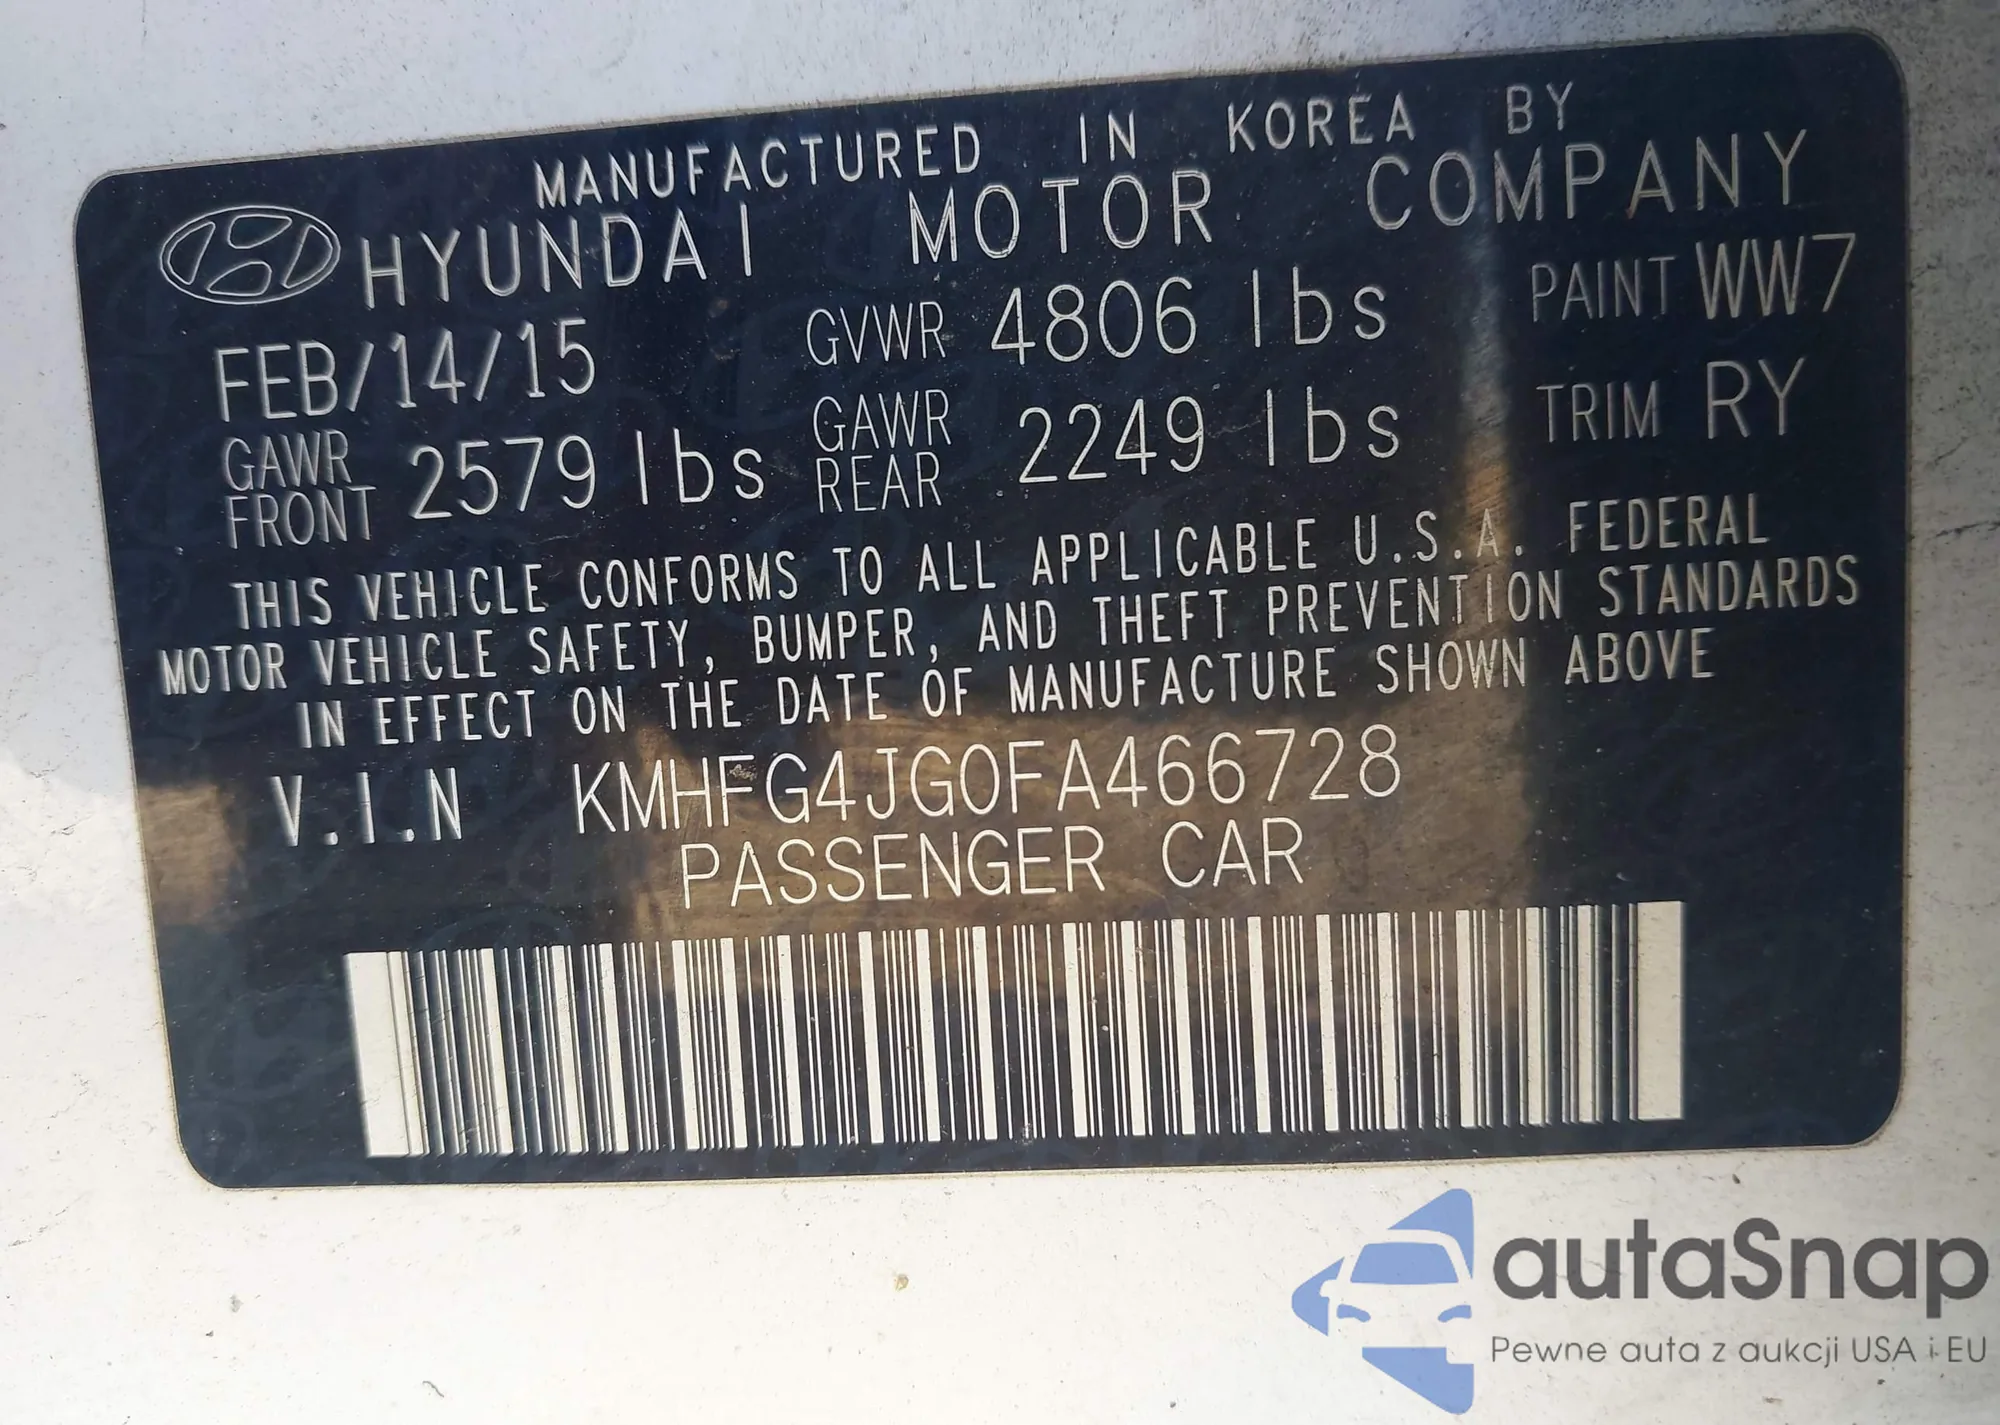 MANUFACTURED IN KOREA BY
HYUNDAI MOTOR COMPANY
FEB/14/15 GVWR 4806 lbs PAINT WW7
GAWR FRONT 2579 lbs GAWR REAR 2249 lbs TRIM RY
THIS VEHICLE CONFORMS TO ALL APPLICABLE U.S.A. FEDERAL
MOTOR VEHICLE SAFETY, BUMPER, AND THEFT PREVENTION STANDARDS
IN EFFECT ON THE DATE OF MANUFACTURE SHOWN ABOVE
V.I.N KMHFG4JG0FA466728
PASSENGER CAR
autaSnap
Pewne auta z aukcji USA i EU